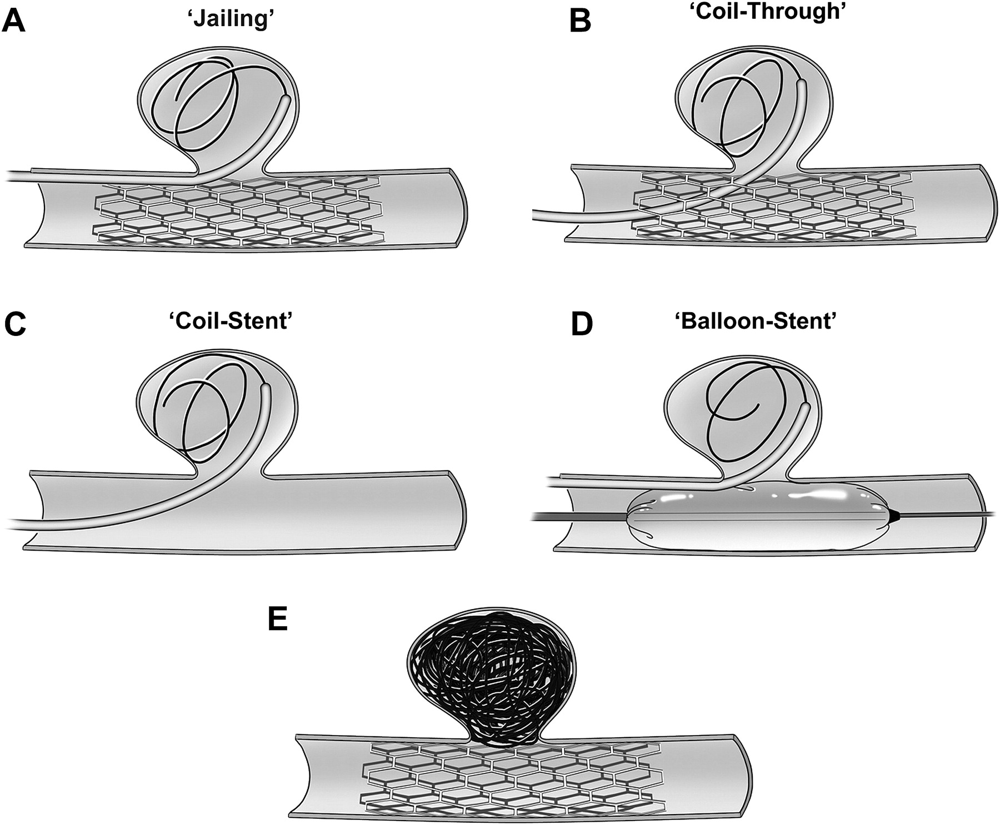 A
‘Jailing’
B
‘Coil-Through’
C
‘Coil-Stent’
D
‘Balloon-Stent’
E